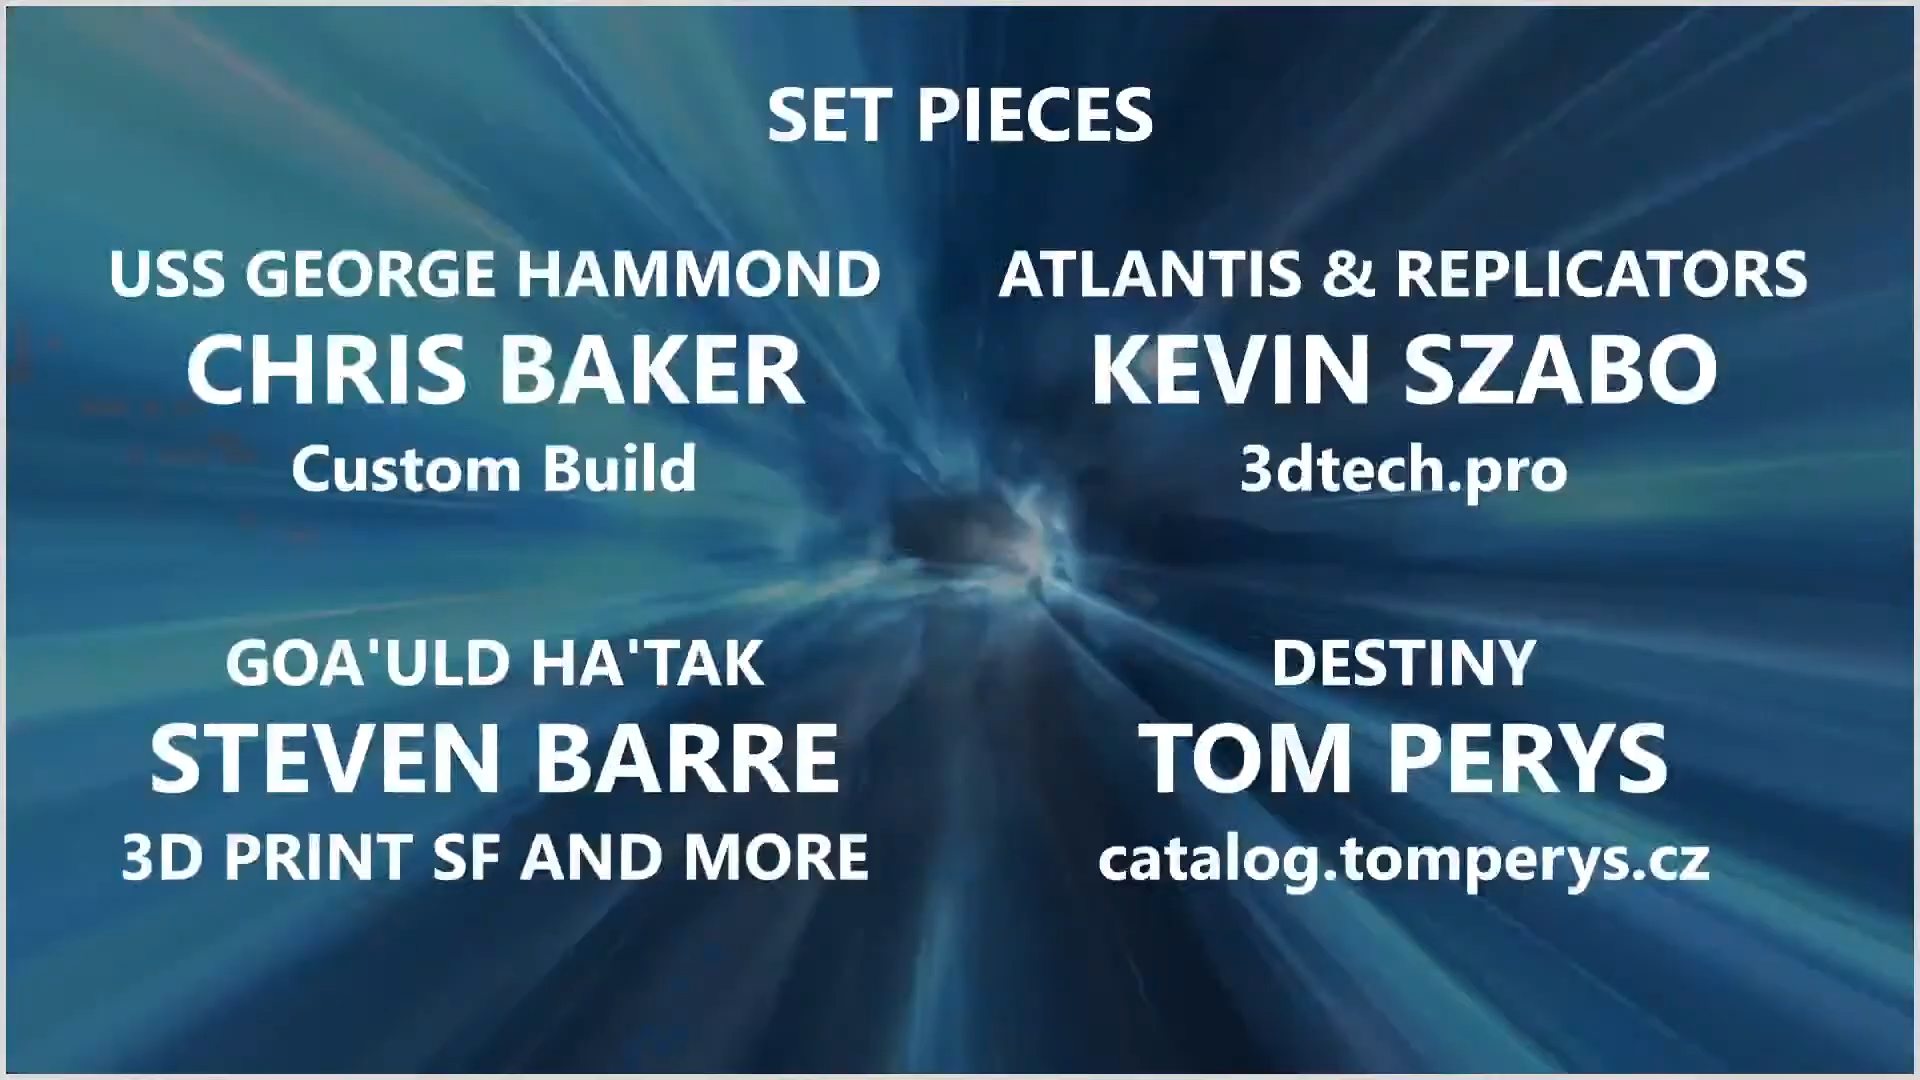 SET PIECES
USS GEORGE HAMMOND
CHRIS BAKER
Custom Build
ATLANTIS & REPLICATORS
KEVIN SZABO
3dtech.pro
GOA'ULD HA'TAK
STEVEN BARRE
3D PRINT SF AND MORE
DESTINY
TOM PERYS
catalog.tomperys.cz